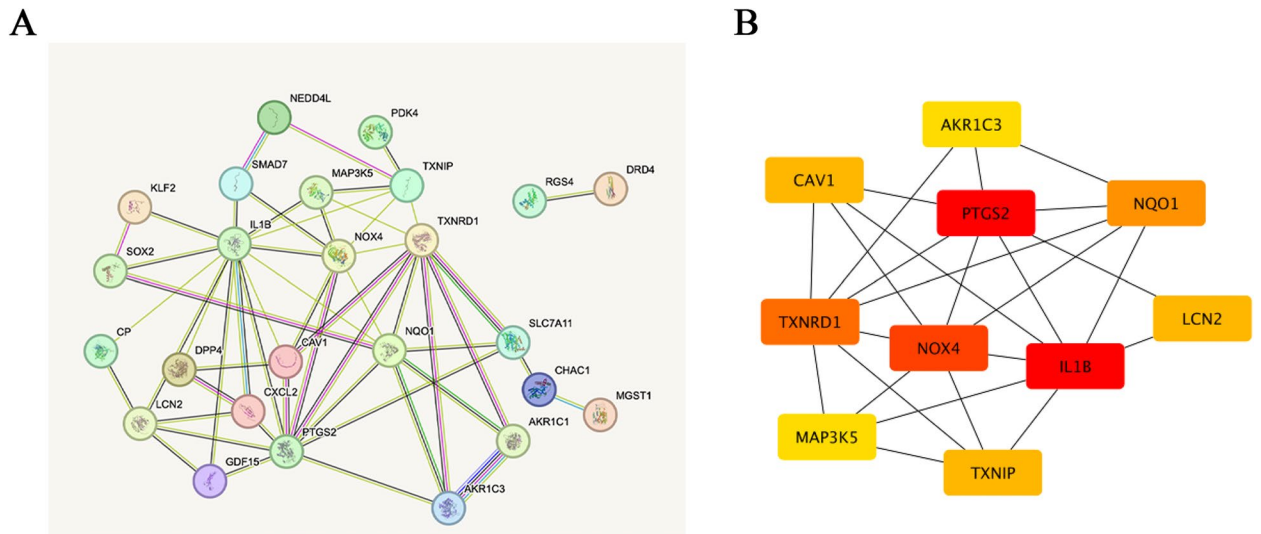 A
B
NEDD4L
PDK4
SMAD7
MAP3K5
TXNIP
RGS4
DRD4
KLF2
IL1B
TXNRD1
NOX4
SOX2
CP
DPP4
CAV1
NQO1
SLC7A11
CXCL2
CHAC1
MGST1
LCN2
AKR1C1
PTGS2
GDF15
AKR1C3
AKR1C3
CAV1
PTGS2
NQO1
TXNRD1
NOX4
LCN2
IL1B
MAP3K5
TXNIP